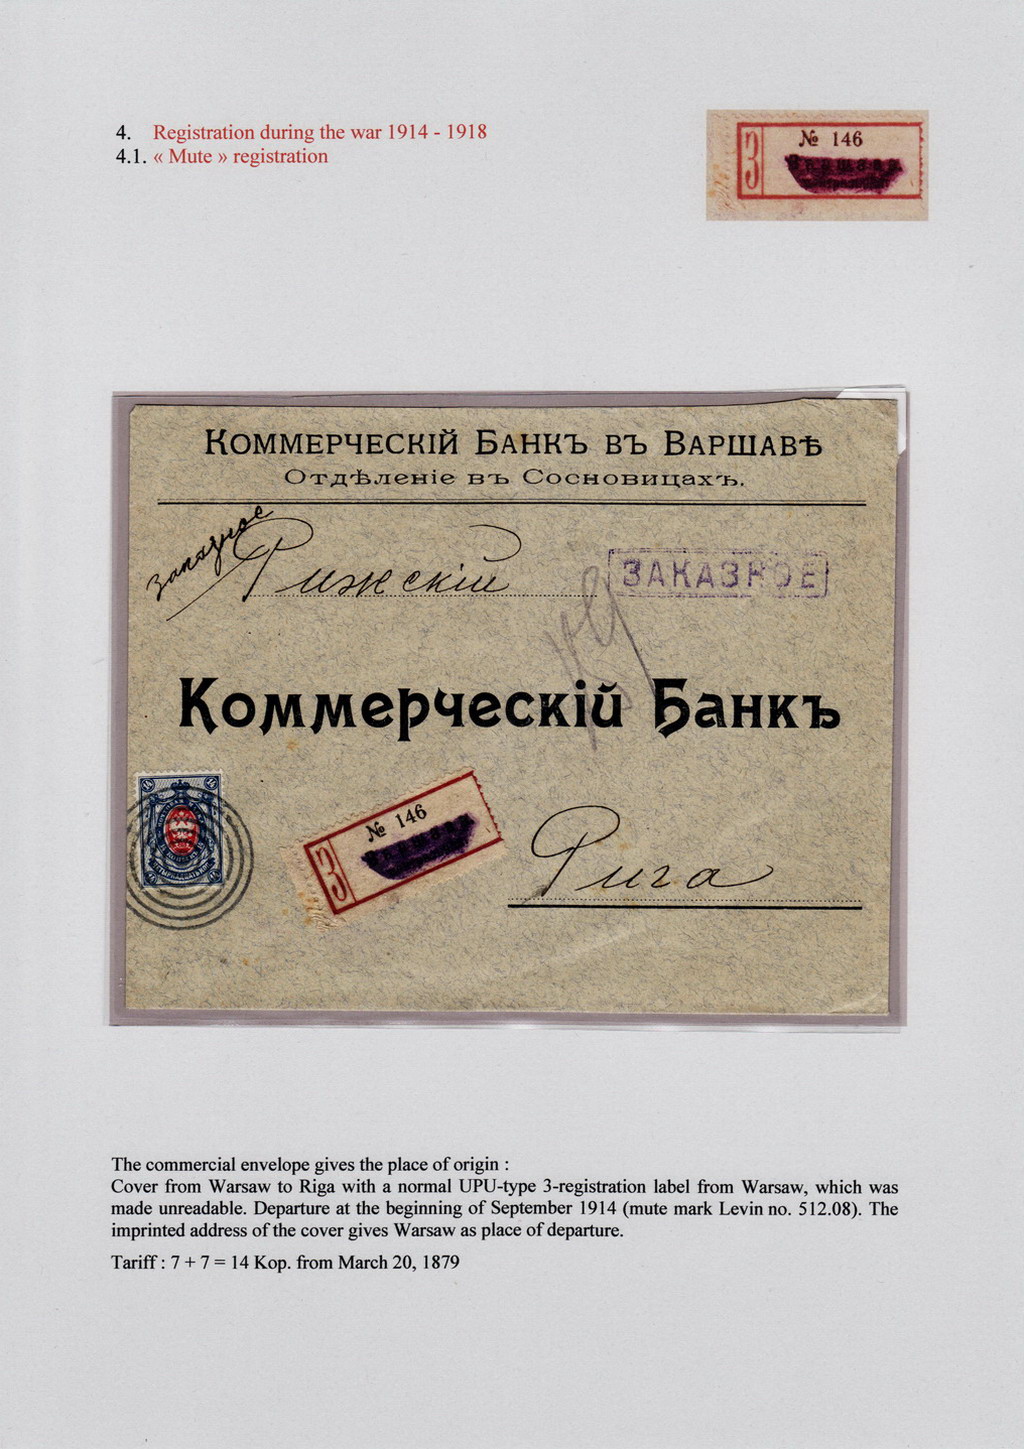 4. Registration during the war 1914 - 1918
4.1. « Mute » registration
3 № 146
Коммерческій Банкъ въ Варшавѣ
Отдѣленіе въ Сосновицахъ.
заказное
Рижскій
ЗАКАЗНОЕ
Коммерческій Банкъ
3 № 146
Рига
The commercial envelope gives the place of origin :
Cover from Warsaw to Riga with a normal UPU-type 3-registration label from Warsaw, which was
made unreadable. Departure at the beginning of September 1914 (mute mark Levin no. 512.08). The
imprinted address of the cover gives Warsaw as place of departure.
Tariff : 7 + 7 = 14 Kop. from March 20, 1879